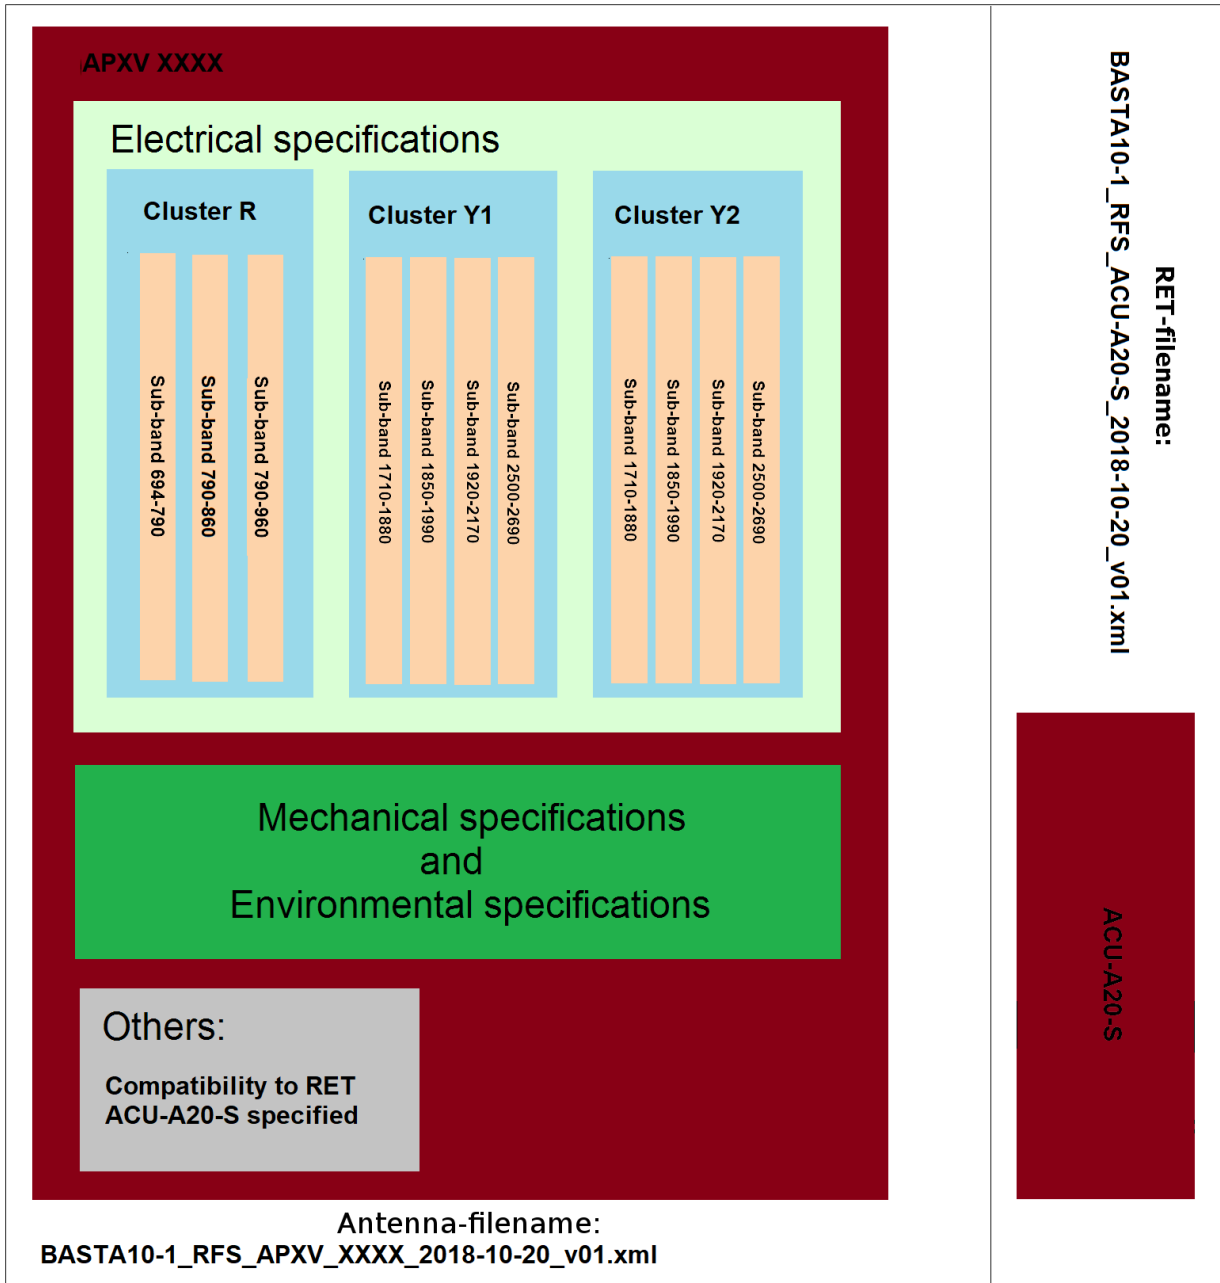 APXV XXXX
Electrical specifications
Cluster R
Sub-band 694-790
Sub-band 790-860
Sub-band 790-960
Cluster Y1
Sub-band 1710-1880
Sub-band 1850-1990
Sub-band 1920-2170
Sub-band 2500-2690
Cluster Y2
Sub-band 1710-1880
Sub-band 1850-1990
Sub-band 1920-2170
Sub-band 2500-2690
Mechanical specifications
and
Environmental specifications
Others:
Compatibility to RET
ACU-A20-S specified
Antenna-filename:
BASTA10-1_RFS_APXV_XXXX_2018-10-20_v01.xml
RET-filename:
BASTA10-1_RFS_ACU-A20-S_2018-10-20_v01.xml
ACU-A20-S